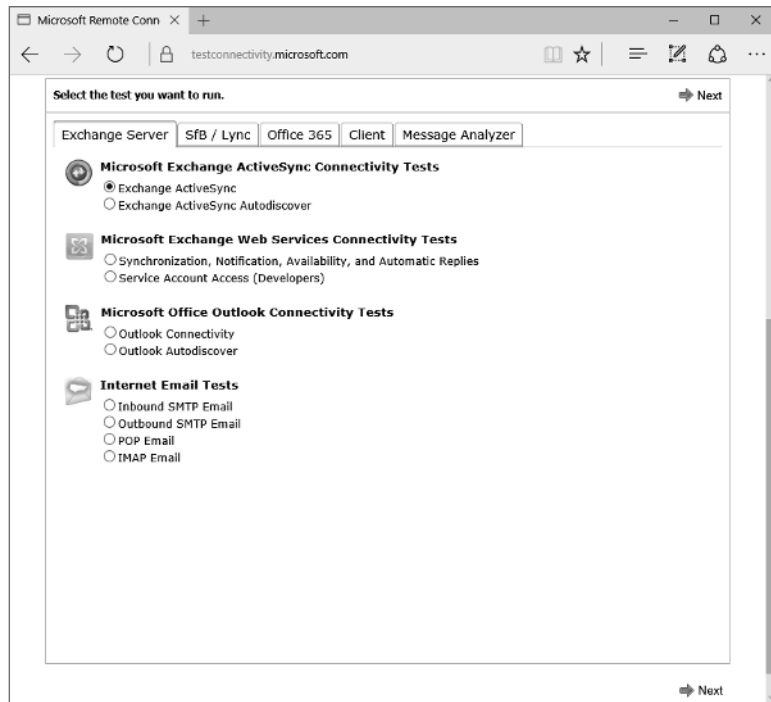 Microsoft Remote Conn
testconnectivity.microsoft.com
Select the test you want to run.
Next
Exchange Server
SfB / Lync
Office 365
Client
Message Analyzer
Microsoft Exchange ActiveSync Connectivity Tests
Exchange ActiveSync
Exchange ActiveSync Autodiscover
Microsoft Exchange Web Services Connectivity Tests
Synchronization, Notification, Availability, and Automatic Replies
Service Account Access (Developers)
Microsoft Office Outlook Connectivity Tests
Outlook Connectivity
Outlook Autodiscover
Internet Email Tests
Inbound SMTP Email
Outbound SMTP Email
POP Email
IMAP Email
Next